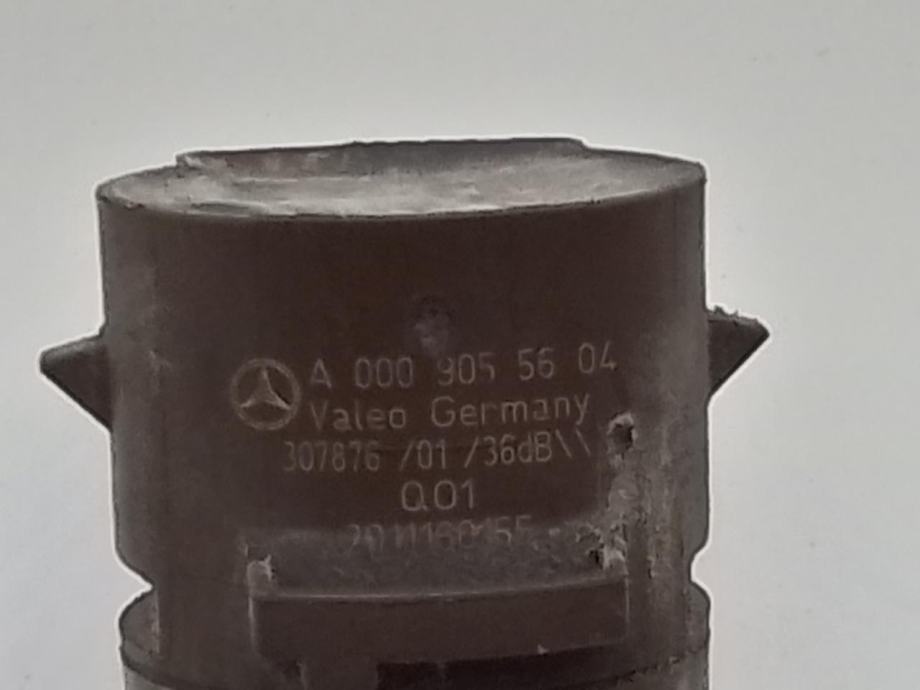 A 000 905 56 04
Valeo Germany
307876 /01 /36dB\\
Q01